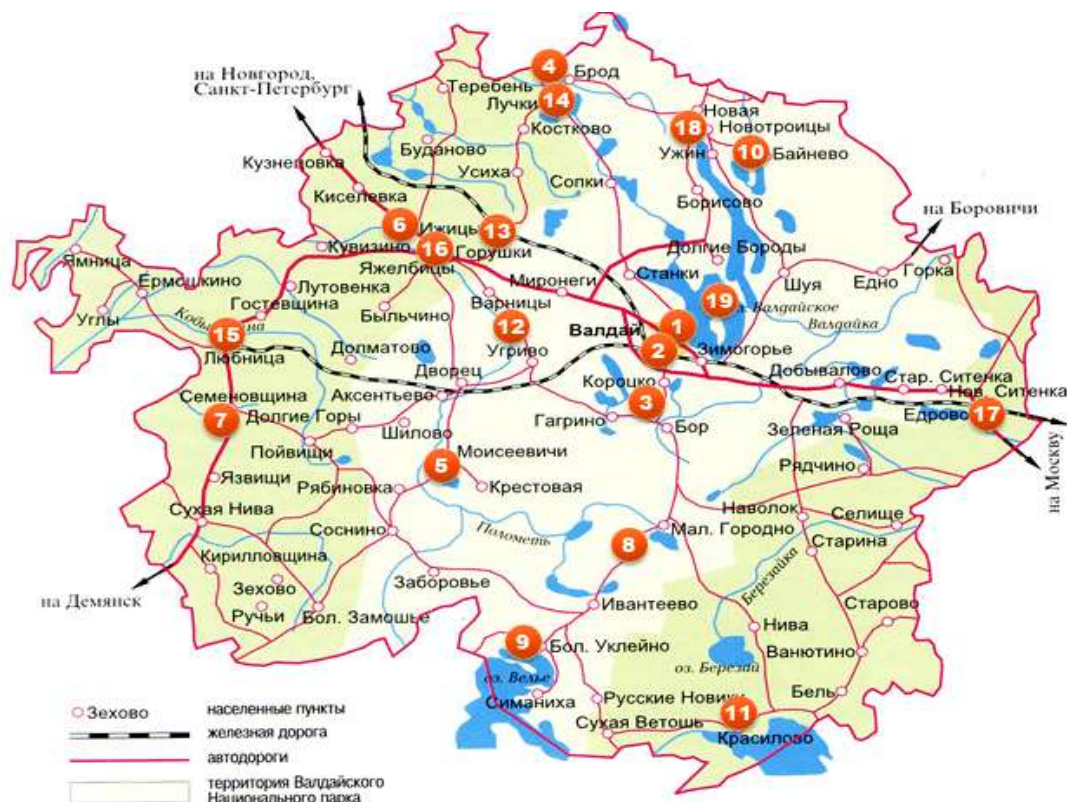 4
Брод
на Новгород,
Санкт-Петербург
Теребень
Лучки
14
Новая
Костково
18
Новотроицы
Буданово
10
Кузнецовка
Ужин
Байнево
Усиха
Сопки
Киселевка
Борисово
на Боровичи
6
Ижицы
13
Кувизино
16
Горушки
Долгие Бороды
Ямница
Яжелбицы
Горка
Ермошкино
Миронеги
Станки
Шуя
Едно
Лутовенка
Варницы
Гостевщина
19
Быльчино
Валдайское
Углы
12
1
Валдайка
15
Валдай
Долматово
Угриво
2
Любница
Зимогорье
Дворец
Добывалово
Семеновщина
Короцко
Стар. Ситенка
Аксентьево
Нов. Ситенка
7
Долгие Горы
3
17
Гагрино
Едрово
Шилово
Бор
Зеленая Роща
Пойвищи
Моисеевичи
на Москву
5
Язвищи
Рядчино
Рябиновка
Крестовая
Сухая Нива
Наволок
Селище
Соснино
Полометь
Мал. Городно
8
Старина
Кирилловщина
Березайка
Зехово
Заборовье
на Демянск
Ивантеево
Старово
Ручьи
Бол. Замошье
Нива
9
Бол. Уклейно
Ванютино
оз. Березай
оз. Велье
Бель
Симаниха
Русские Новики
11
Зехово
населенные пункты
Сухая Ветошь
Красилово
железная дорога
автодороги
территория Валдайского
Национального парка